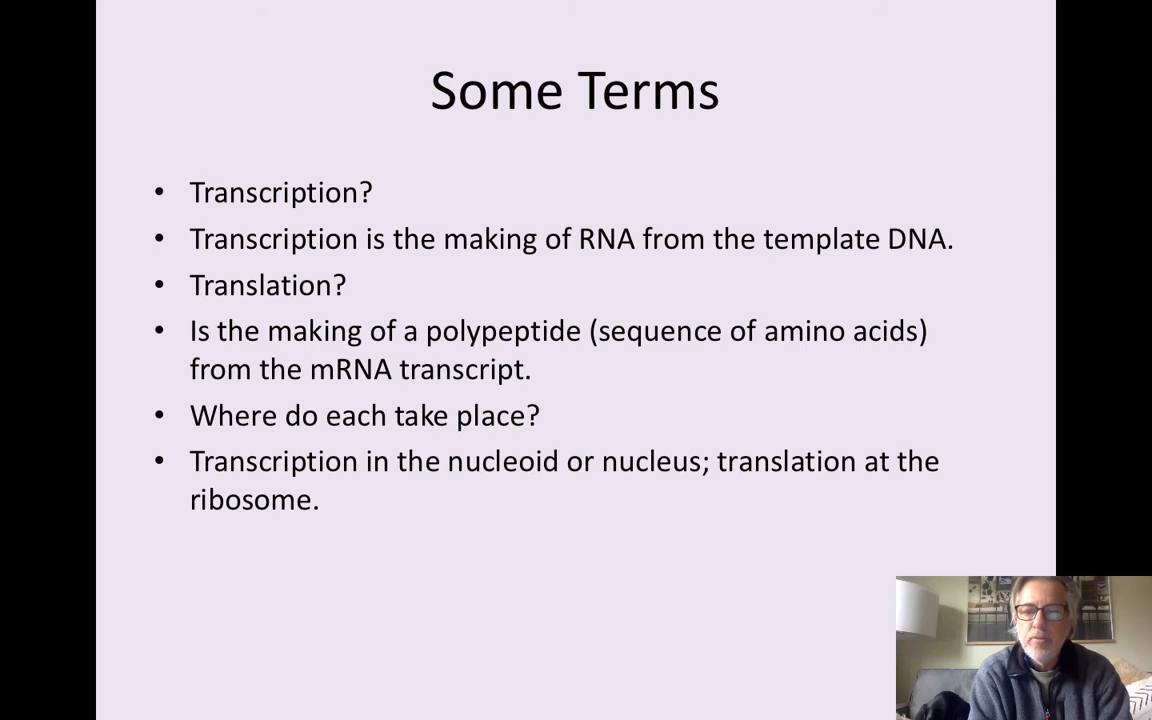 Some Terms
• Transcription?
• Transcription is the making of RNA from the template DNA.
• Translation?
• Is the making of a polypeptide (sequence of amino acids)
from the mRNA transcript.
• Where do each take place?
• Transcription in the nucleoid or nucleus; translation at the
ribosome.